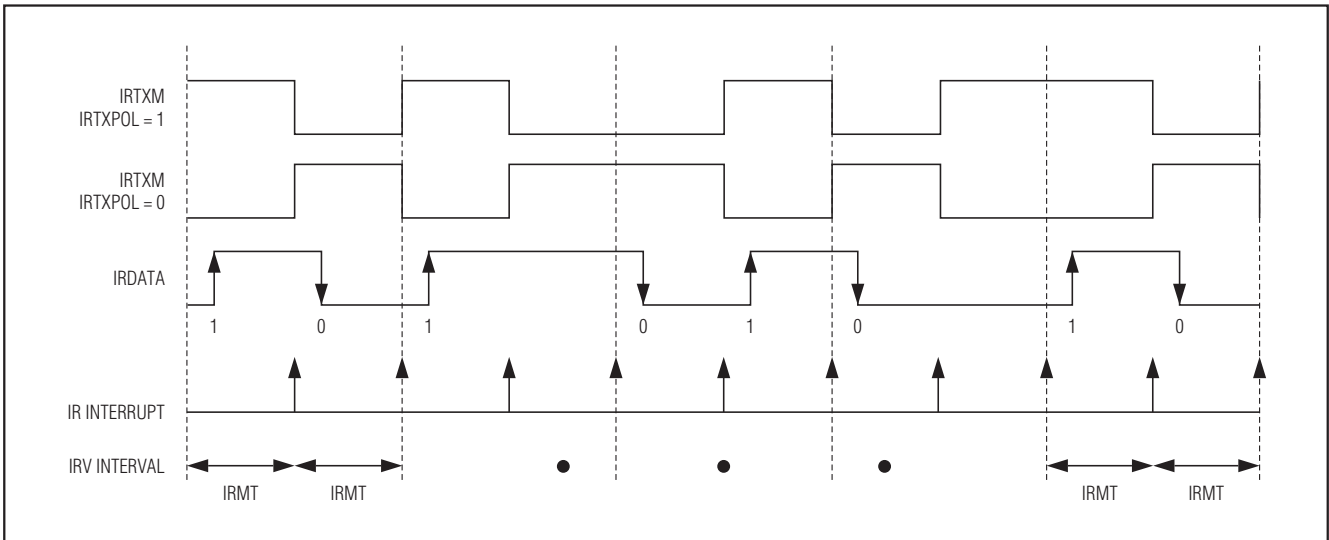 IRTXM
IRTXPOL = 1
IRTXM
IRTXPOL = 0
IRDATA
1 0 1 0 1 0 1 0
IR INTERRUPT
IRV INTERVAL
IRMT IRMT IRMT IRMT